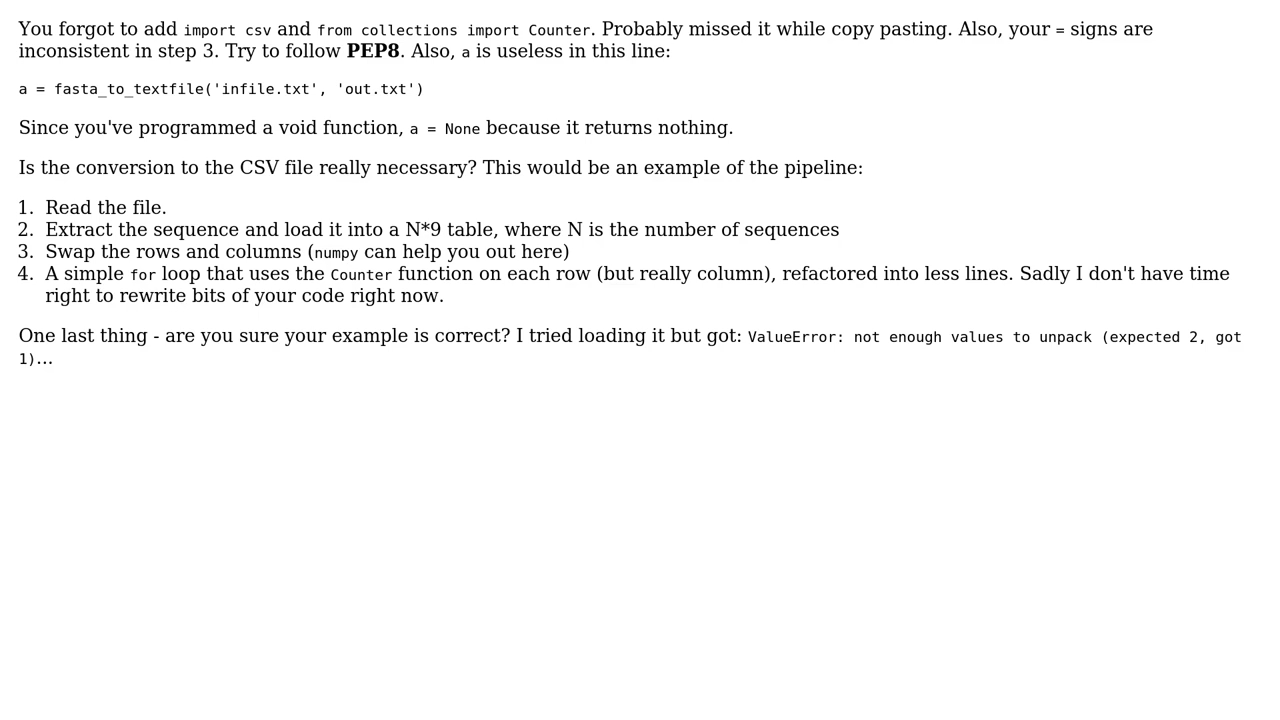 You forgot to add import csv and from collections import Counter. Probably missed it while copy pasting. Also, your = signs are
inconsistent in step 3. Try to follow PEP8. Also, a is useless in this line:
a = fasta_to_textfile('infile.txt', 'out.txt')
Since you've programmed a void function, a = None because it returns nothing.
Is the conversion to the CSV file really necessary? This would be an example of the pipeline:
1. Read the file.
2. Extract the sequence and load it into a N*9 table, where N is the number of sequences
3. Swap the rows and columns (numpy can help you out here)
4. A simple for loop that uses the Counter function on each row (but really column), refactored into less lines. Sadly I don't have time
right to rewrite bits of your code right now.
One last thing - are you sure your example is correct? I tried loading it but got: ValueError: not enough values to unpack (expected 2, got
1)…